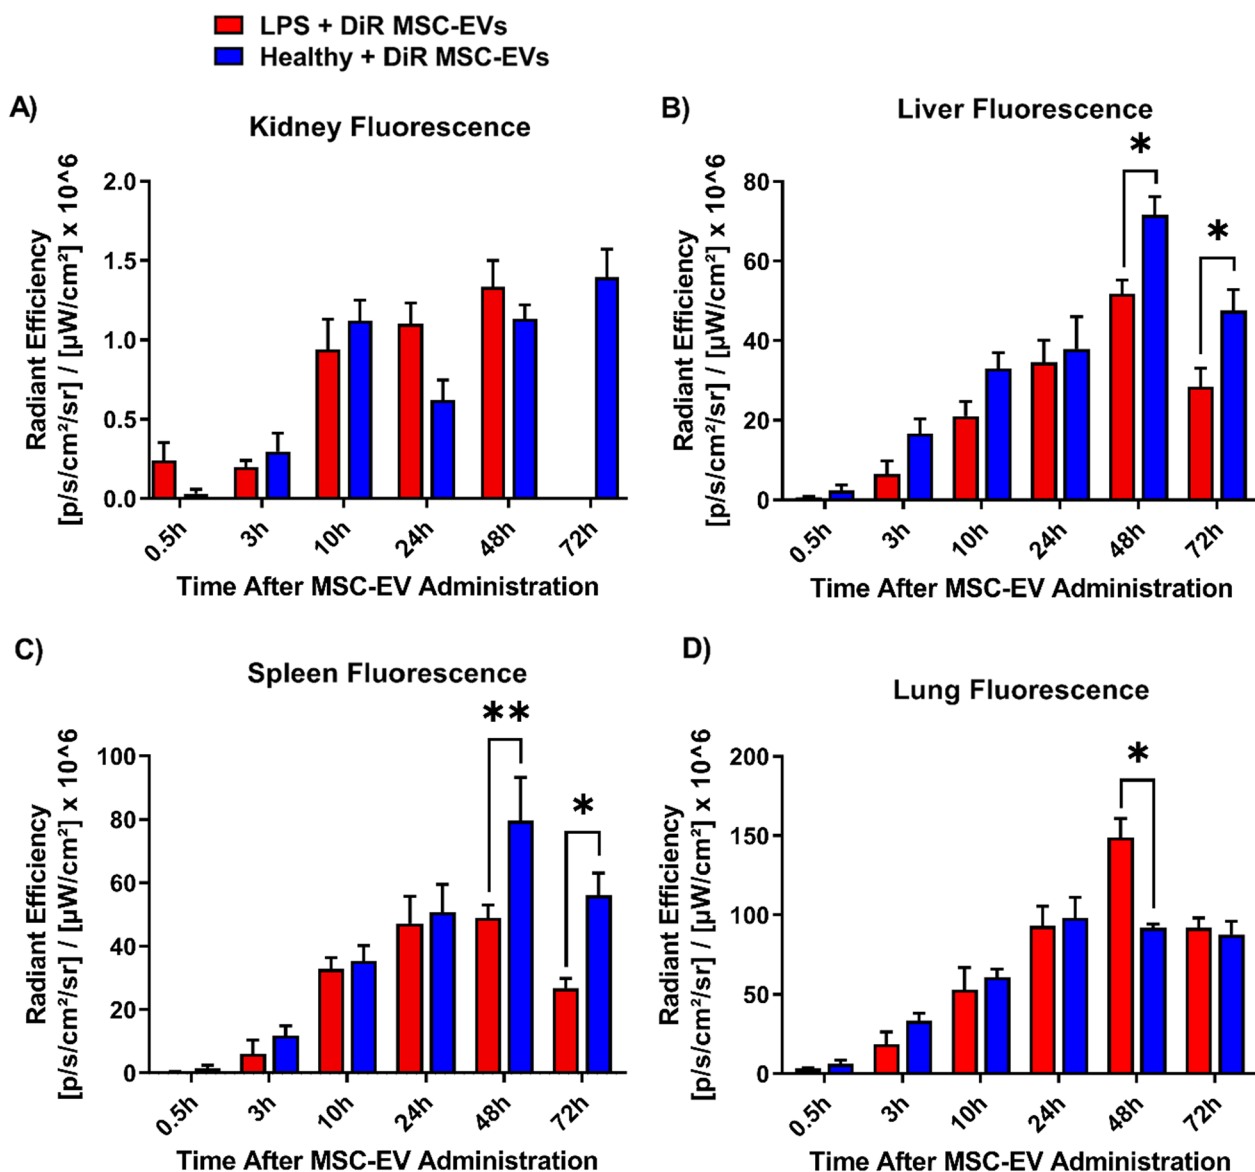 LPS + DiR MSC-EVs
Healthy + DiR MSC-EVs
A)
Kidney Fluorescence
Radiant Efficiency
[p/s/cm²/sr] / [µW/cm²] x 10^6
2.0
1.5
1.0
0.5
0.0
0.5h
3h
10h
24h
48h
72h
Time After MSC-EV Administration
B)
Liver Fluorescence
Radiant Efficiency
[p/s/cm²/sr] / [µW/cm²] x 10^6
80
60
40
20
0
*
*
0.5h
3h
10h
24h
48h
72h
Time After MSC-EV Administration
C)
Spleen Fluorescence
Radiant Efficiency
[p/s/cm²/sr] / [µW/cm²] x 10^6
100
80
60
40
20
0
**
*
0.5h
3h
10h
24h
48h
72h
Time After MSC-EV Administration
D)
Lung Fluorescence
Radiant Efficiency
[p/s/cm²/sr] / [µW/cm²] x 10^6
200
150
100
50
0
*
0.5h
3h
10h
24h
48h
72h
Time After MSC-EV Administration